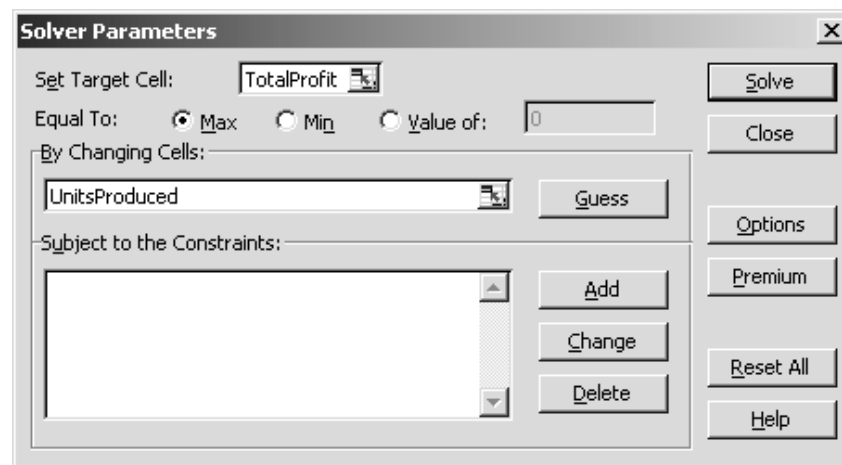 Solver Parameters
Set Target Cell: TotalProfit Solve
Equal To: Max Min Value of: 0 Close
By Changing Cells:
UnitsProduced Guess
Options
Subject to the Constraints:
Add Premium
Change
Reset All
Delete
Help